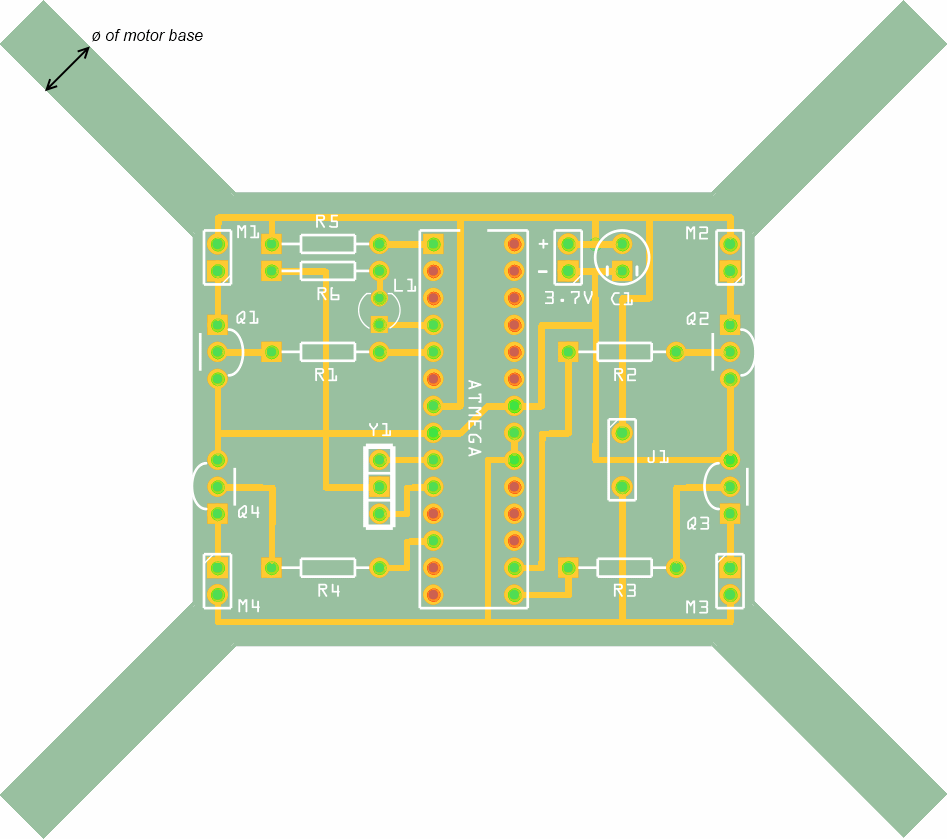 ø of motor base
R5
M1
M2
+
-
L1
R6
3.7V
C1
Q1
Q2
R1
R2
ATMEGA
Y1
J1
Q4
Q3
R4
R3
M4
M3